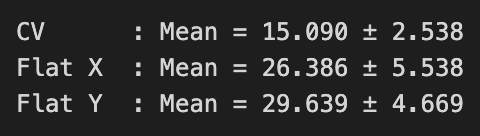 CV      : Mean = 15.090 ± 2.538
Flat X  : Mean = 26.386 ± 5.538
Flat Y  : Mean = 29.639 ± 4.669